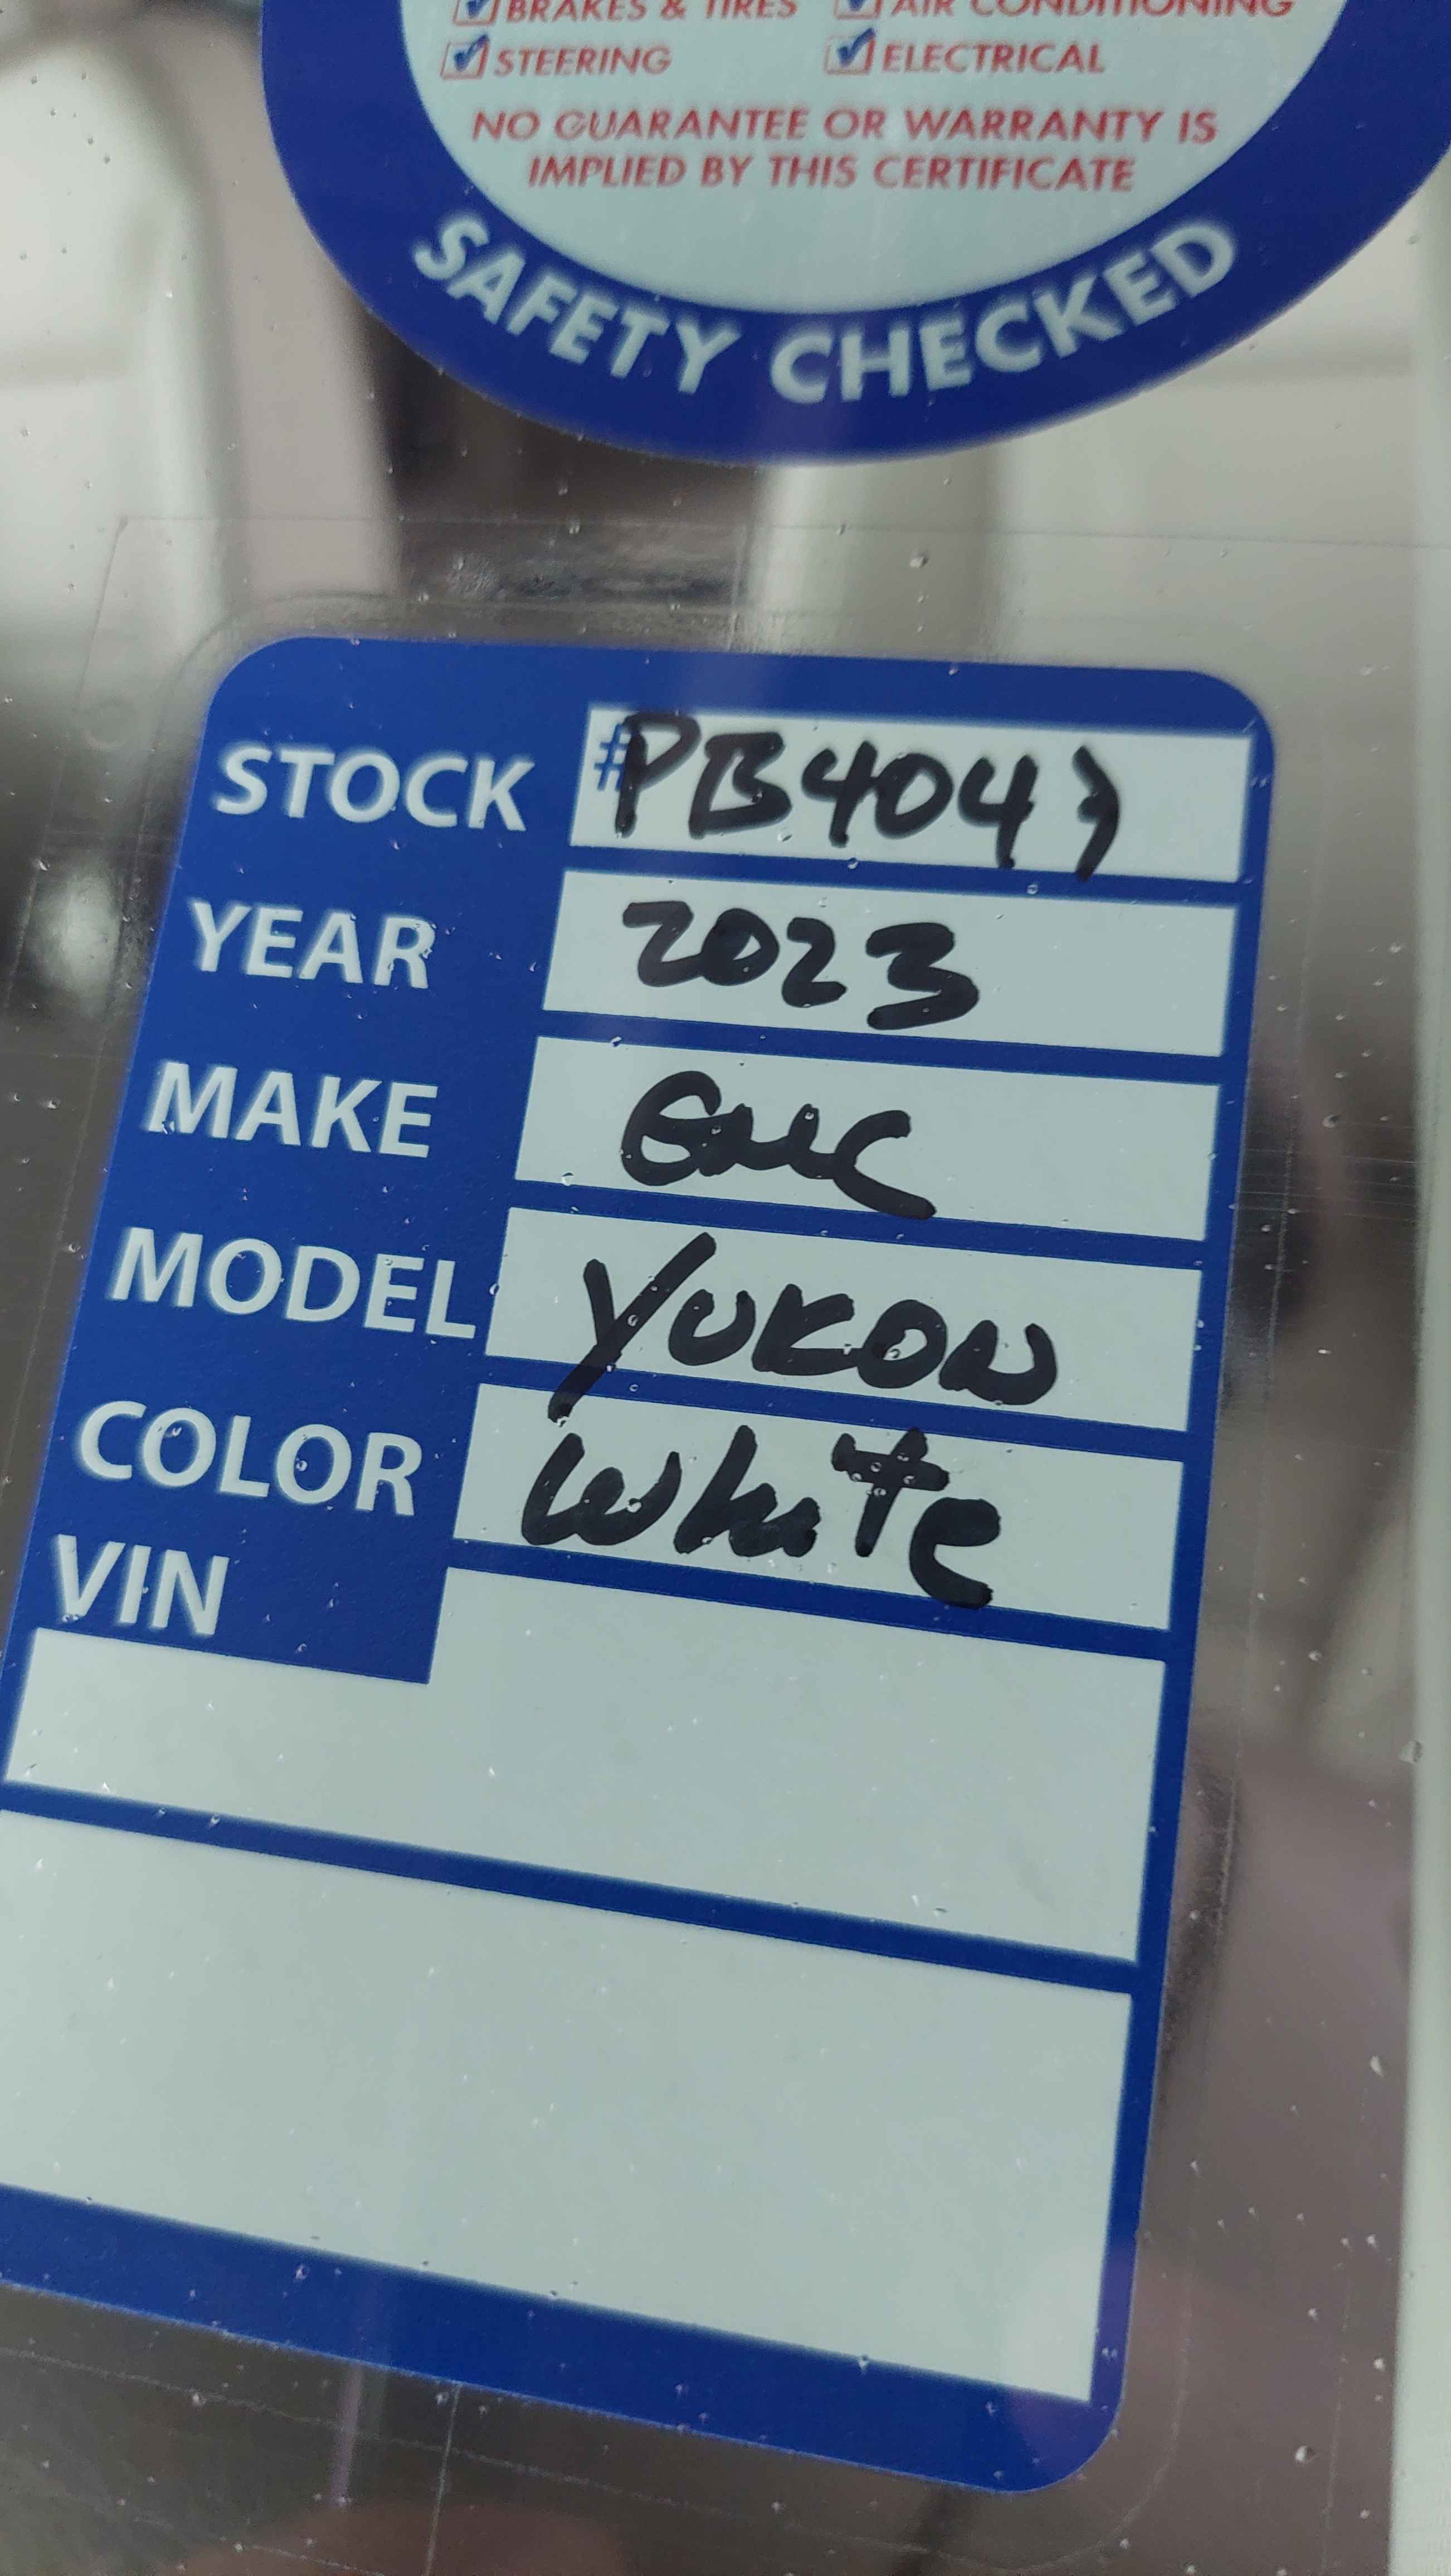 BRAKES & TIRES AIR CONDITIONING
STEERING ELECTRICAL
NO GUARANTEE OR WARRANTY IS
IMPLIED BY THIS CERTIFICATE
SAFETY CHECKED
STOCK #PB4047
YEAR 2023
MAKE GMC
MODEL YUKON
COLOR White
VIN